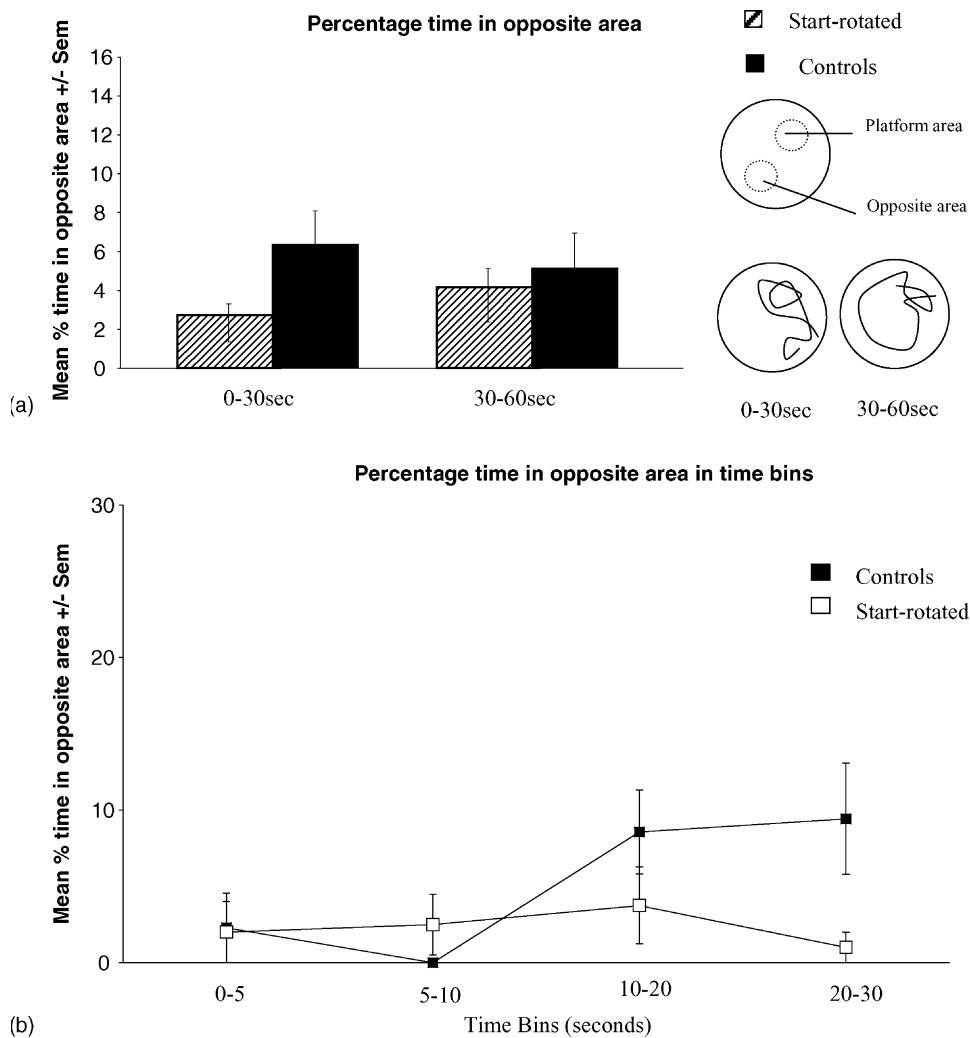 Percentage time in opposite area
Start-rotated
Controls
Mean % time in opposite area +/- Sem
16
14
12
10
8
6
4
2
0
0-30sec
30-60sec
(a)
Platform area
Opposite area
0-30sec
30-60sec
Percentage time in opposite area in time bins
Mean % time in opposite area +/- Sem
30
20
10
0
Controls
Start-rotated
0-5
5-10
10-20
20-30
Time Bins (seconds)
(b)